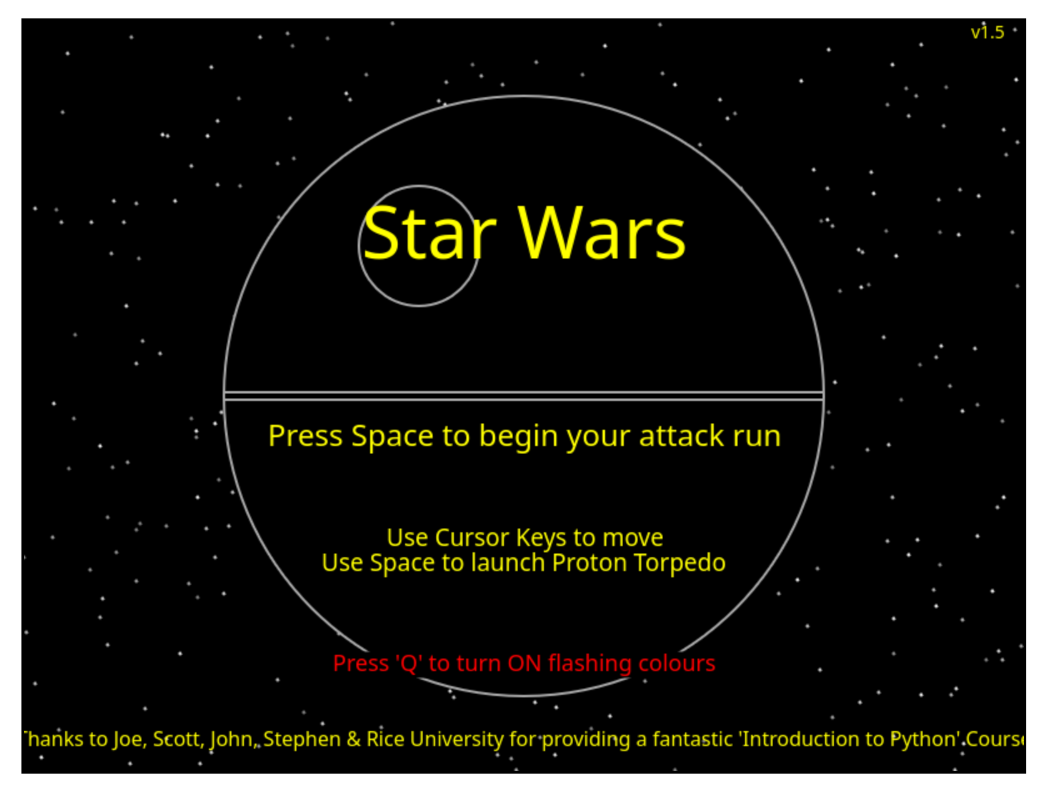 v1.5
Star Wars
Press Space to begin your attack run
Use Cursor Keys to move
Use Space to launch Proton Torpedo
Press 'Q' to turn ON flashing colours
hanks to Joe, Scott, John, Stephen & Rice University for providing a fantastic 'Introduction to Python' Cours